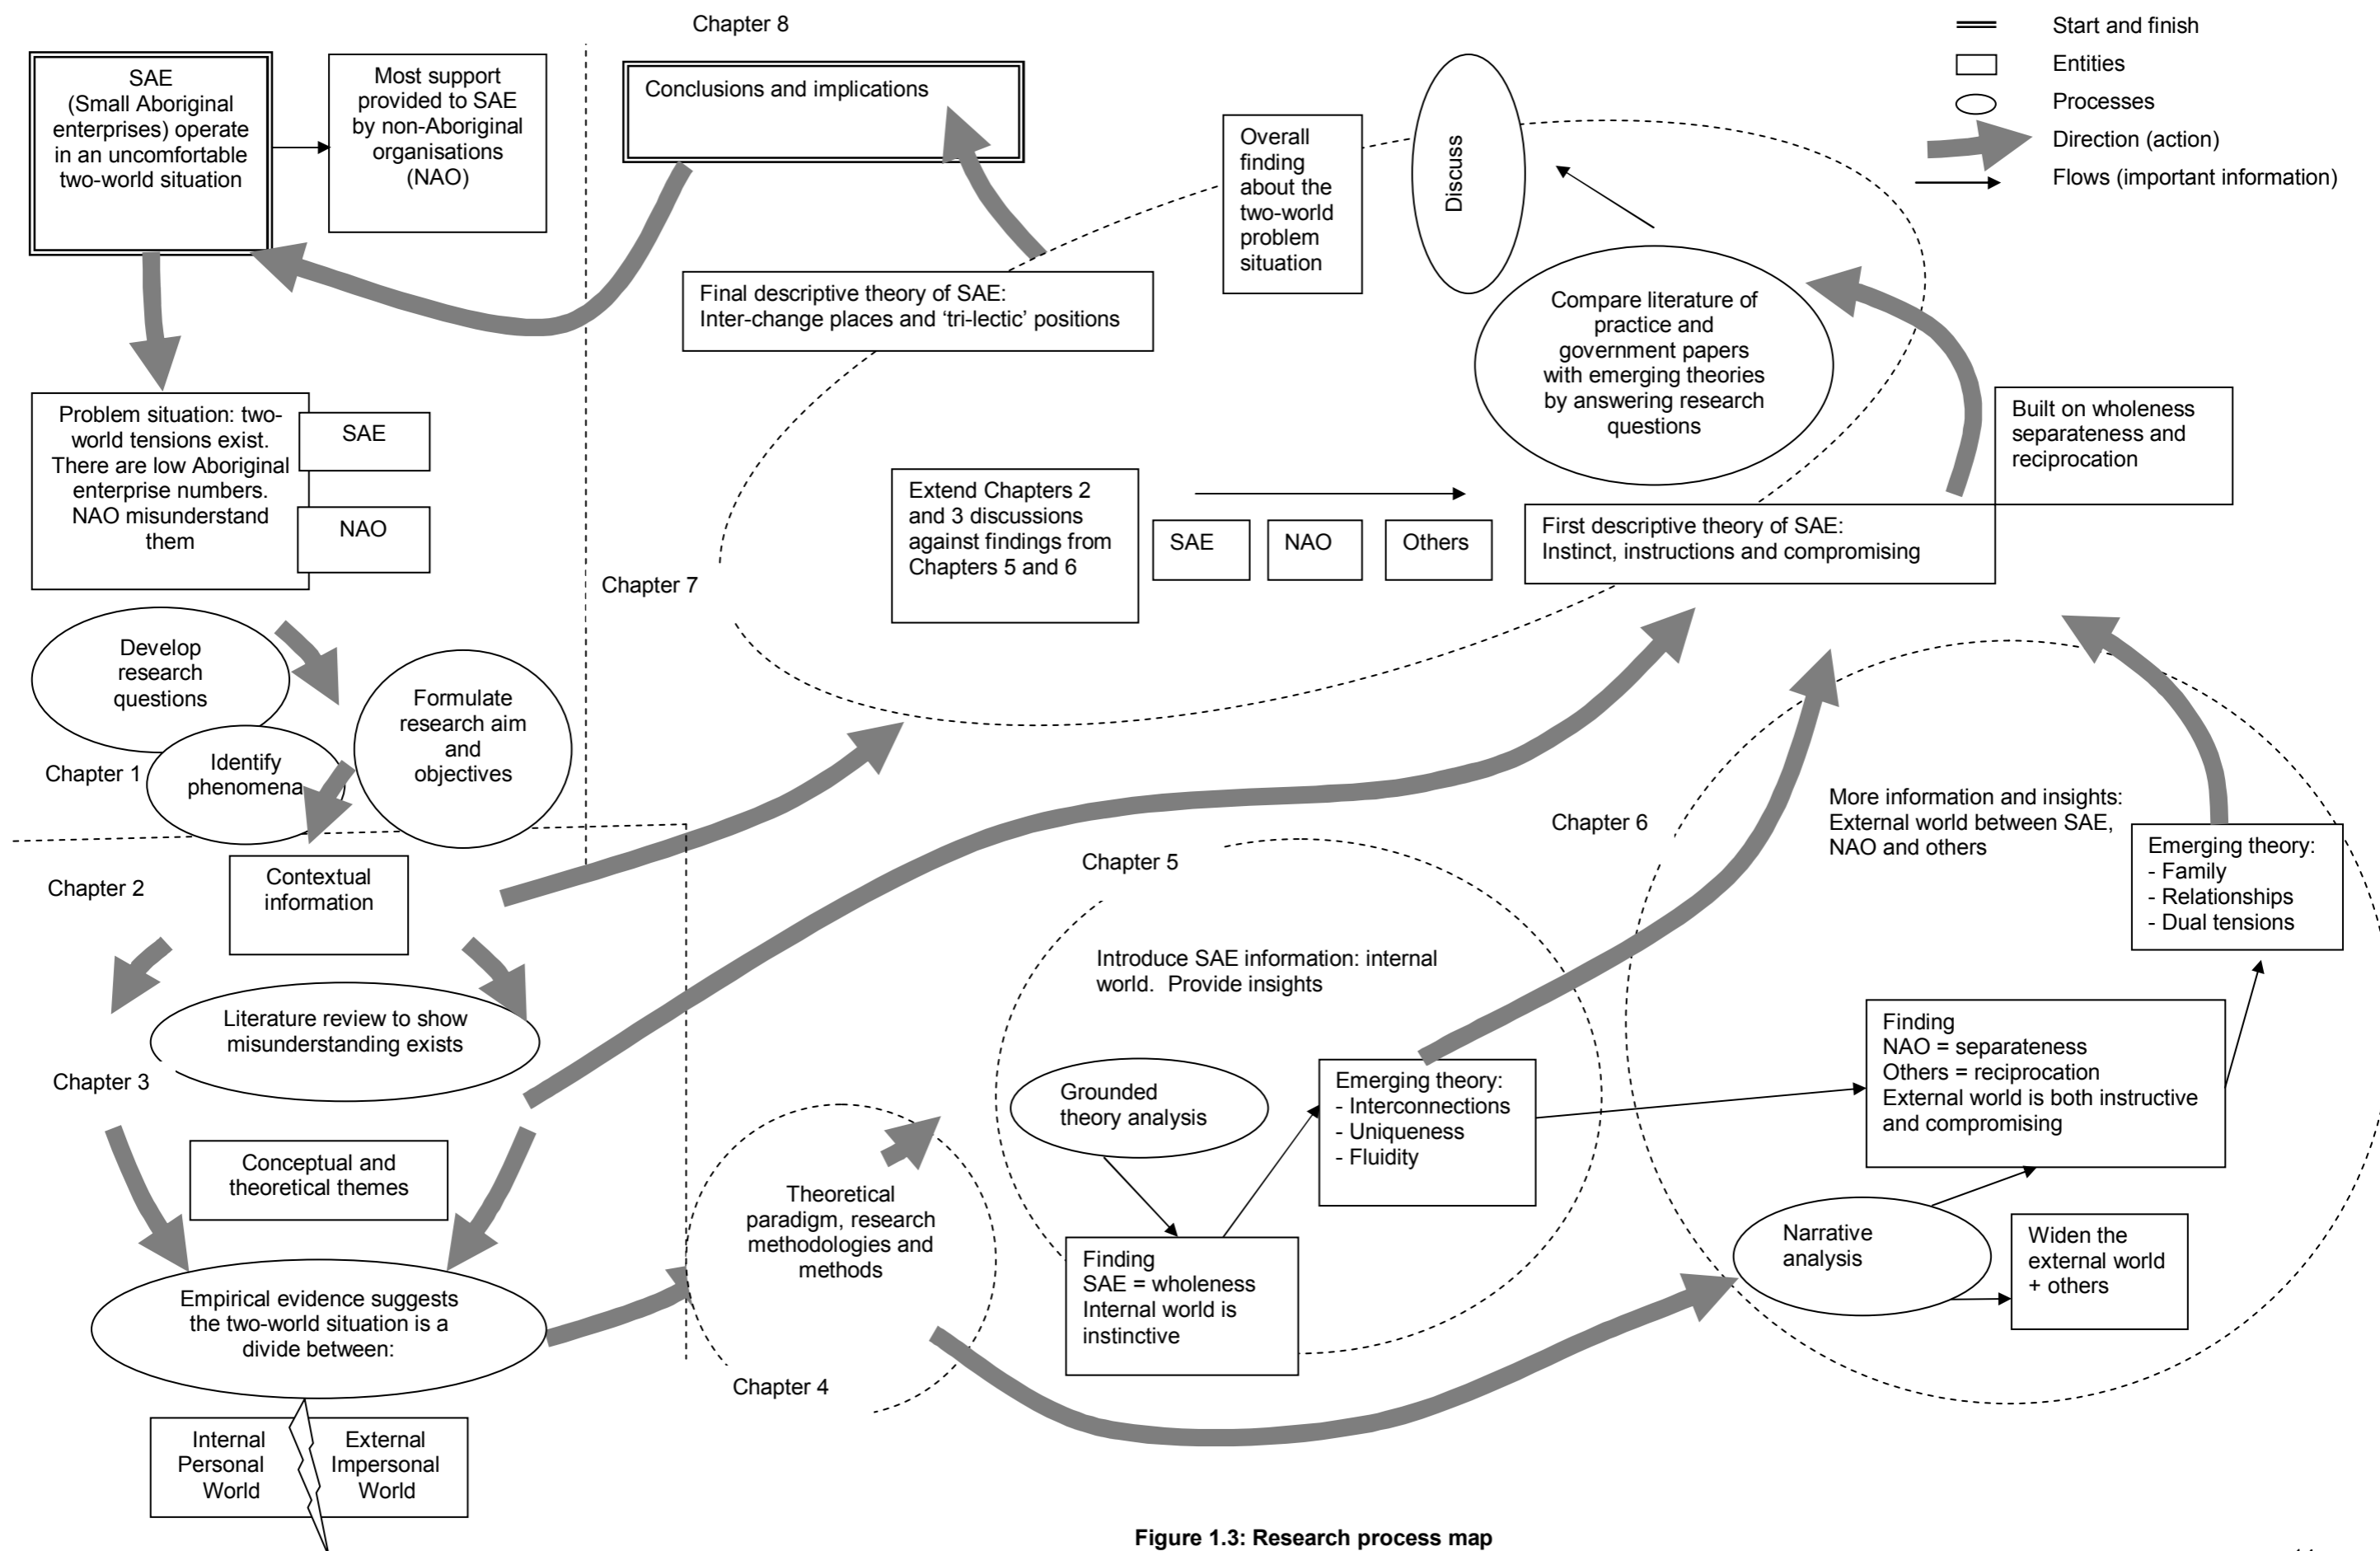 Chapter 8
Start and finish
Entities
Processes
Direction (action)
Flows (important information)
SAE
(Small Aboriginal
enterprises) operate
in an uncomfortable
two-world situation
Most support
provided to SAE
by non-Aboriginal
organisations
(NAO)
Conclusions and implications
Overall
finding
about the
two-world
problem
situation
Discuss
Final descriptive theory of SAE:
Inter-change places and ‘tri-lectic’ positions
Compare literature of
practice and
government papers
with emerging theories
by answering research
questions
Built on wholeness
separateness and
reciprocation
Problem situation: two-
world tensions exist.
There are low Aboriginal
enterprise numbers.
NAO misunderstand
them
SAE
NAO
Extend Chapters 2
and 3 discussions
against findings from
Chapters 5 and 6
SAE
NAO
Others
First descriptive theory of SAE:
Instinct, instructions and compromising
Chapter 7
Develop
research
questions
Formulate
research aim
and
objectives
Identify
phenomena
Chapter 1
Chapter 2
Contextual
information
Literature review to show
misunderstanding exists
Chapter 3
Conceptual and
theoretical themes
Empirical evidence suggests
the two-world situation is a
divide between:
Internal
Personal
World
External
Impersonal
World
Theoretical
paradigm, research
methodologies and
methods
Chapter 4
Chapter 5
Introduce SAE information: internal
world.  Provide insights
Grounded
theory analysis
Emerging theory:
- Interconnections
- Uniqueness
- Fluidity
Finding
SAE = wholeness
Internal world is
instinctive
Chapter 6
More information and insights:
External world between SAE,
NAO and others
Emerging theory:
- Family
- Relationships
- Dual tensions
Finding
NAO = separateness
Others = reciprocation
External world is both instructive
and compromising
Narrative
analysis
Widen the
external world
+ others
Figure 1.3: Research process map